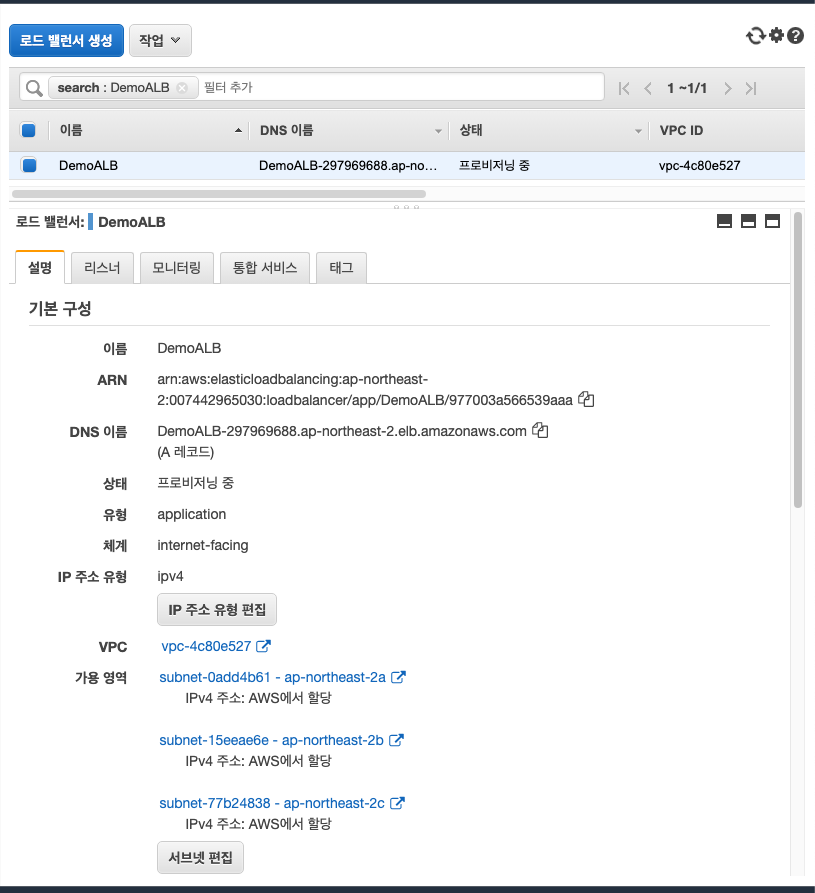 로드 밸런서 생성 작업
search : DemoALB 필터 추가 1 ~1/1
이름 DNS 이름 상태 VPC ID
DemoALB DemoALB-297969688.ap-no... 프로비저닝 중 vpc-4c80e527
로드 밸런서: DemoALB
설명 리스너 모니터링 통합 서비스 태그
기본 구성
이름 DemoALB
ARN arn:aws:elasticloadbalancing:ap-northeast-
2:007442965030:loadbalancer/app/DemoALB/977003a566539aaa
DNS 이름 DemoALB-297969688.ap-northeast-2.elb.amazonaws.com
(A 레코드)
상태 프로비저닝 중
유형 application
체계 internet-facing
IP 주소 유형 ipv4
IP 주소 유형 편집
VPC vpc-4c80e527
가용 영역 subnet-0add4b61 - ap-northeast-2a
IPv4 주소: AWS에서 할당
subnet-15eeae6e - ap-northeast-2b
IPv4 주소: AWS에서 할당
subnet-77b24838 - ap-northeast-2c
IPv4 주소: AWS에서 할당
서브넷 편집